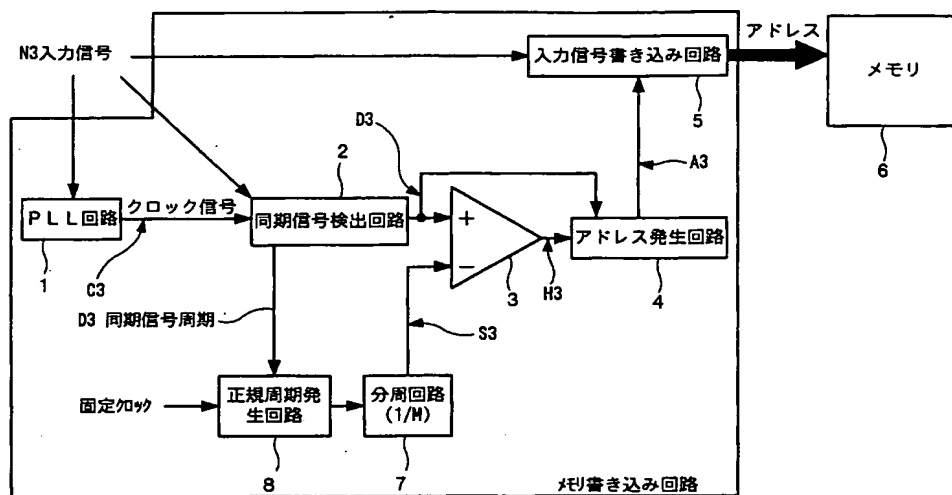 アドレス
N3入力信号
入力信号書き込み回路
メモリ
5
6
D3
A3
2
PLL回路
クロック信号
同期信号検出回路
+
−
アドレス発生回路
1
C3
3
H3
4
D3 同期信号周期
S3
固定クロック
正規周期発
生回路
分周回路
(1/M)
8
7
メモリ書き込み回路